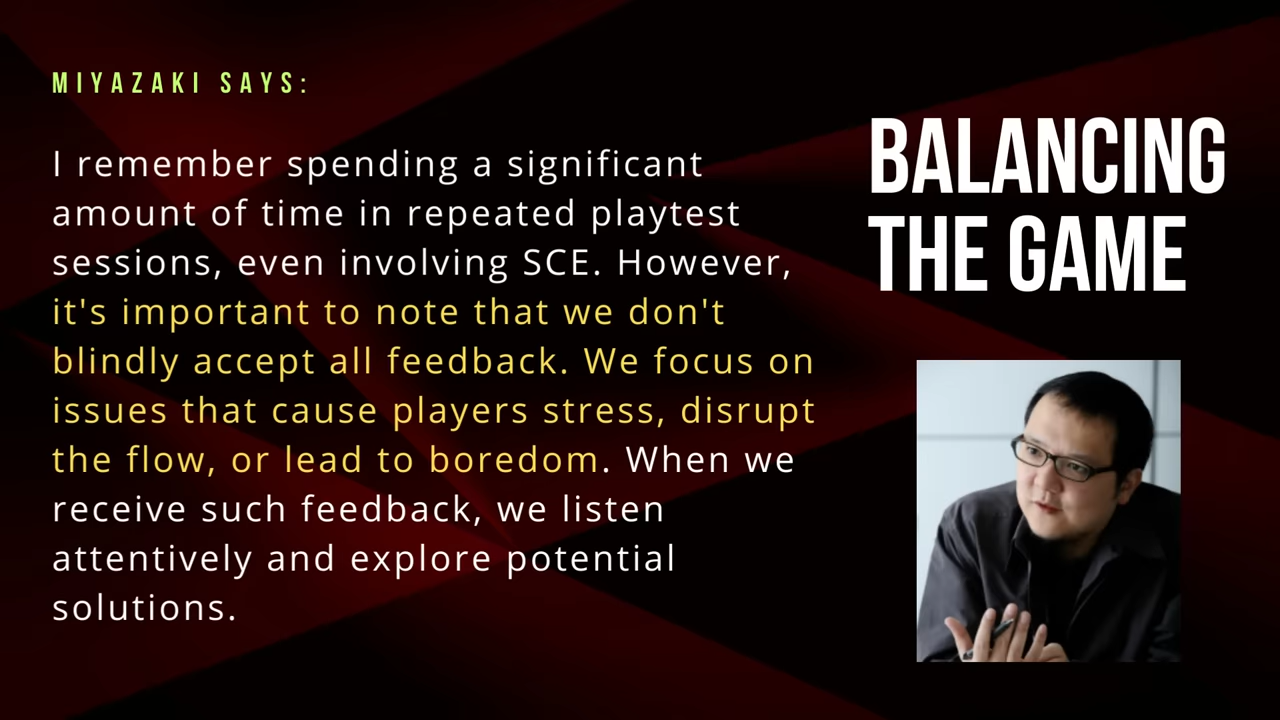 MIYAZAKI SAYS:
I remember spending a significant
amount of time in repeated playtest
sessions, even involving SCE. However,
it's important to note that we don't
blindly accept all feedback. We focus on
issues that cause players stress, disrupt
the flow, or lead to boredom. When we
receive such feedback, we listen
attentively and explore potential
solutions.
BALANCING
THE GAME